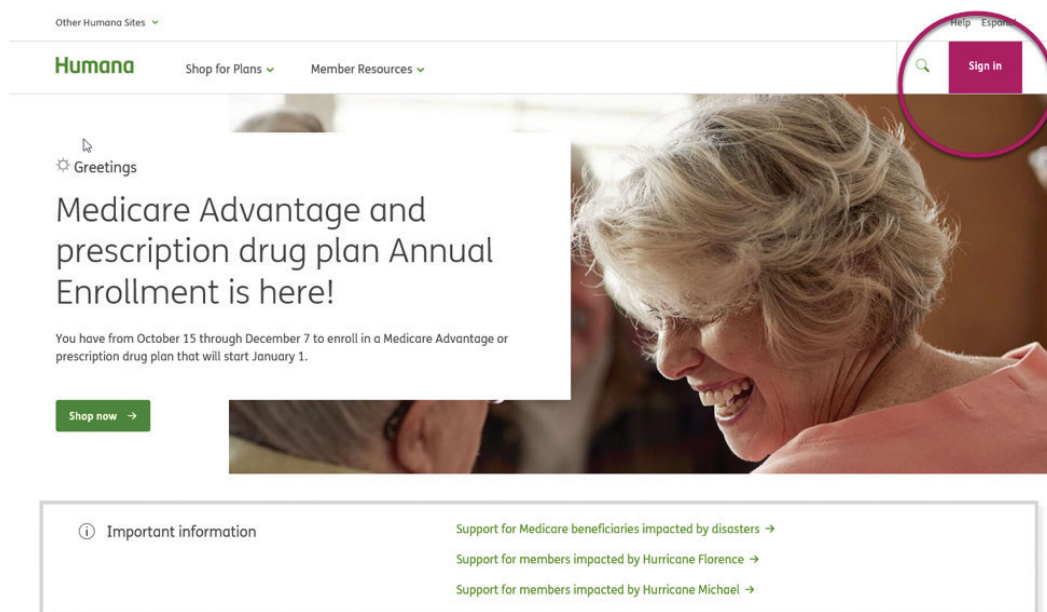 Other Humana Sites
Help Español
Humana
Shop for Plans
Member Resources
Sign in
Greetings
Medicare Advantage and
prescription drug plan Annual
Enrollment is here!
You have from October 15 through December 7 to enroll in a Medicare Advantage or
prescription drug plan that will start January 1.
Shop now →
Important information
Support for Medicare beneficiaries impacted by disasters →
Support for members impacted by Hurricane Florence →
Support for members impacted by Hurricane Michael →